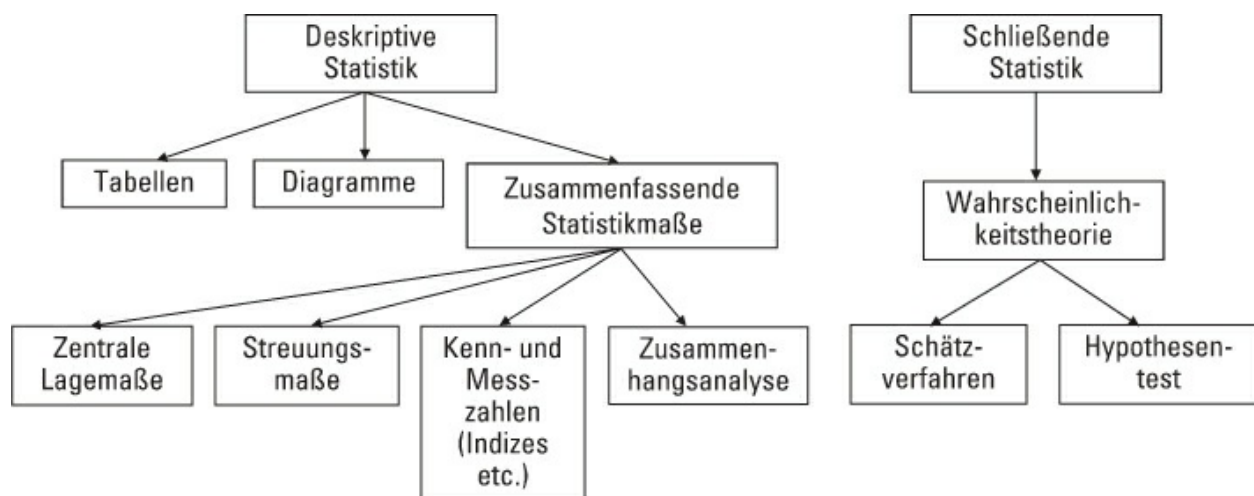 Deskriptive
Statistik
Schließende
Statistik
Tabellen
Diagramme
Zusammenfassende
Statistikmaße
Wahrscheinlich-
keitstheorie
Zentrale
Lagemaße
Streuungs-
maße
Kenn- und
Mess-
zahlen
(Indizes
etc.)
Zusammen-
hangsanalyse
Schätz-
verfahren
Hypothesen-
test